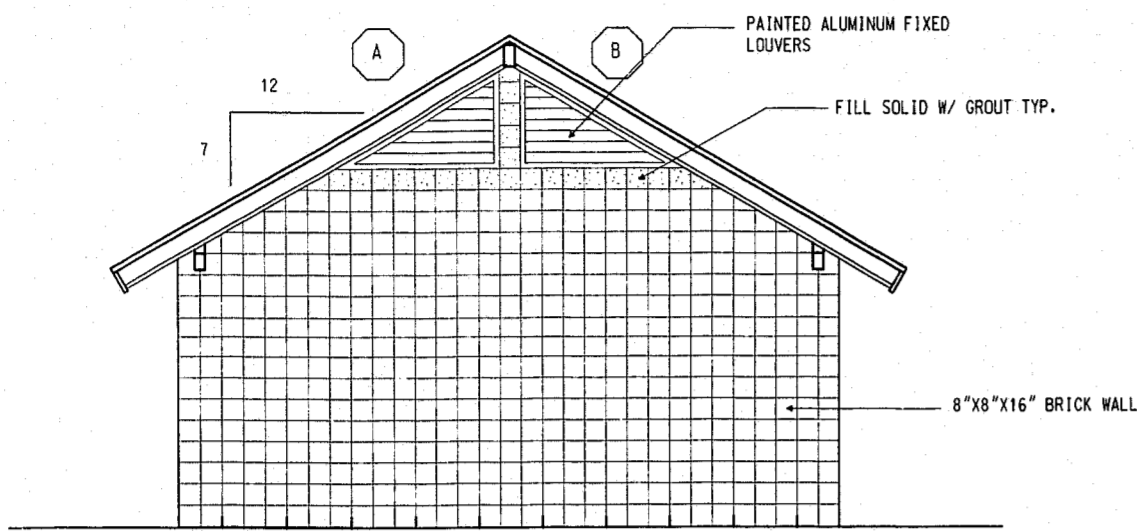 A
B
PAINTED ALUMINUM FIXED
LOUVERS
12
7
FILL SOLID W/ GROUT TYP.
8"X8"X16" BRICK WALL